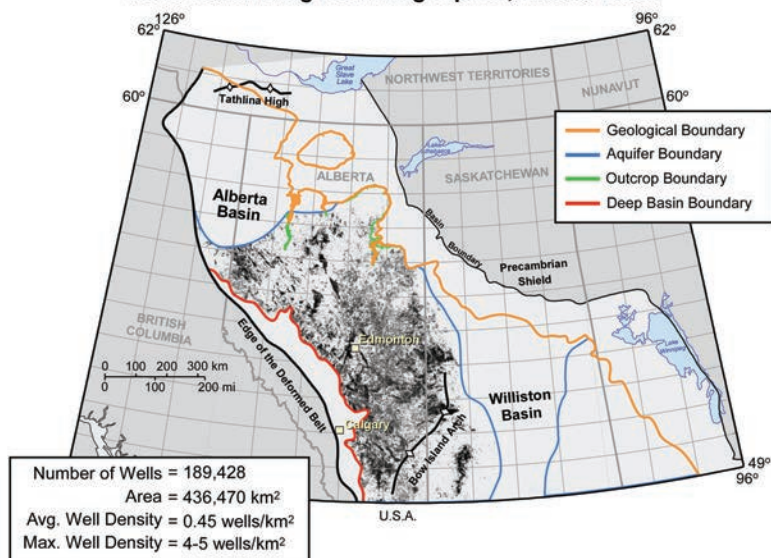 126°
96°
62°
62°
Great
Slave
Lake
NORTHWEST TERRITORIES
NUNAVUT
60°
60°
Tathlina High
Lake
Athabasca
Geological Boundary
Aquifer Boundary
Outcrop Boundary
Deep Basin Boundary
ALBERTA
SASKATCHEWAN
Alberta
Basin
Basin
Boundary
Precambrian
Shield
BRITISH
COLUMBIA
Edge of the Deformed Belt
Edmonton
Lake
Winnipeg
0 100 200 300 km
0 100 200 mi
Williston
Basin
Calgary
Bow Island Arch
49°
96°
U.S.A.
Number of Wells = 189,428
Area = 436,470 km²
Avg. Well Density = 0.45 wells/km²
Max. Well Density = 4-5 wells/km²